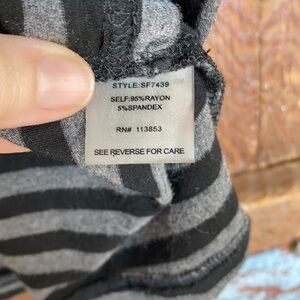 STYLE:SF7439
SELF:95%RAYON
5%SPANDEX
RN# 113853
SEE REVERSE FOR CARE